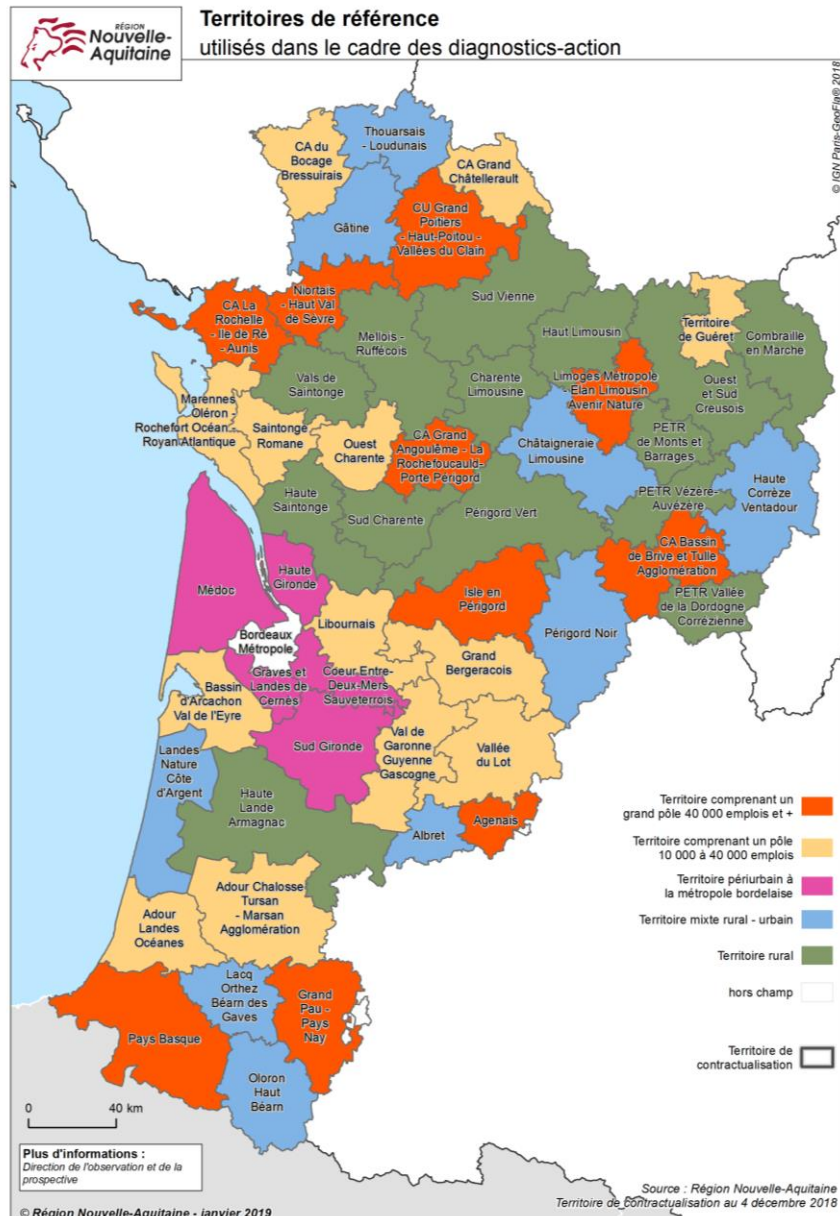 RÉGION
Nouvelle-
Aquitaine
Territoires de référence
utilisés dans le cadre des diagnostics-action
© IGN Paris-GeoFla® 2018
Thouarsais
- Loudunais
CA du
Bocage
Bressuirais
CA Grand
Châtellerault
CU Grand
Poitiers
- Haut-Poitou -
Vallées du Clain
Gâtine
Niortais
- Haut Val
de Sèvre
CA La
Rochelle
- Ile de Ré
- Aunis
Sud Vienne
Mellois -
Ruffécois
Haut Limousin
Territoire
de Guéret
Combraille
en Marche
Vals de
Saintonge
Charente
Limousine
Limoges Métropole
- Elan Limousin
Avenir Nature
Ouest
et Sud
Creusois
Marennes
Oléron -
Rochefort Océan -
Royan Atlantique
Saintonge
Romane
Ouest
Charente
CA Grand
Angoulême - La
Rochefoucauld-
Porte Périgord
Châtaigneraie
Limousine
PETR
de Monts et
Barrages
Haute
Corrèze
Ventadour
Haute
Saintonge
Sud Charente
Périgord Vert
PETR Vézère-
Auvézère
CA Bassin
de Brive et Tulle
Agglomération
Médoc
Haute
Gironde
Isle en
Périgord
PETR Vallée
de la Dordogne
Corrézienne
Libournais
Périgord Noir
Bordeaux
Métropole
Grand
Bergeracois
Graves et
Landes de
Cernès
Coeur Entre-
Deux-Mers
Sauveterrois
Bassin
d'Arcachon
Val de l'Eyre
Sud Gironde
Val de
Garonne
Guyenne
Gascogne
Vallée
du Lot
Landes
Nature
Côte
d'Argent
Haute
Lande
Armagnac
Albret
Agenais
Adour Chalosse
Tursan
- Marsan
Agglomération
Adour
Landes
Océanes
Lacq
Orthez
Béarn des
Gaves
Grand
Pau -
Pays
Nay
Pays Basque
Oloron
Haut
Béarn
Territoire comprenant un
grand pôle 40 000 emplois et +
Territoire comprenant un pôle
10 000 à 40 000 emplois
Territoire périurbain à
la métropole bordelaise
Territoire mixte rural - urbain
Territoire rural
hors champ
Territoire de
contractualisation
0 40 km
Plus d'informations :
Direction de l'observation et de la
prospective
© Région Nouvelle-Aquitaine - janvier 2019
Source : Région Nouvelle-Aquitaine
Territoire de contractualisation au 4 décembre 2018